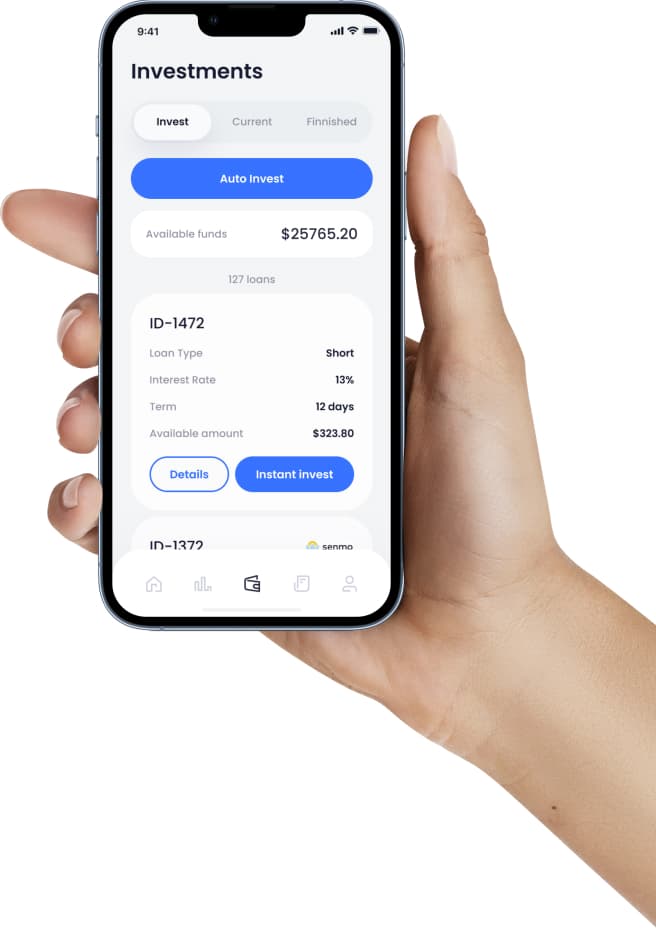 9:41
Investments
Invest Current Finnished
Auto Invest
Available funds $25765.20
127 loans
ID-1472
Loan Type Short
Interest Rate 13%
Term 12 days
Available amount $323.80
Details Instant invest
ID-1372 senmo